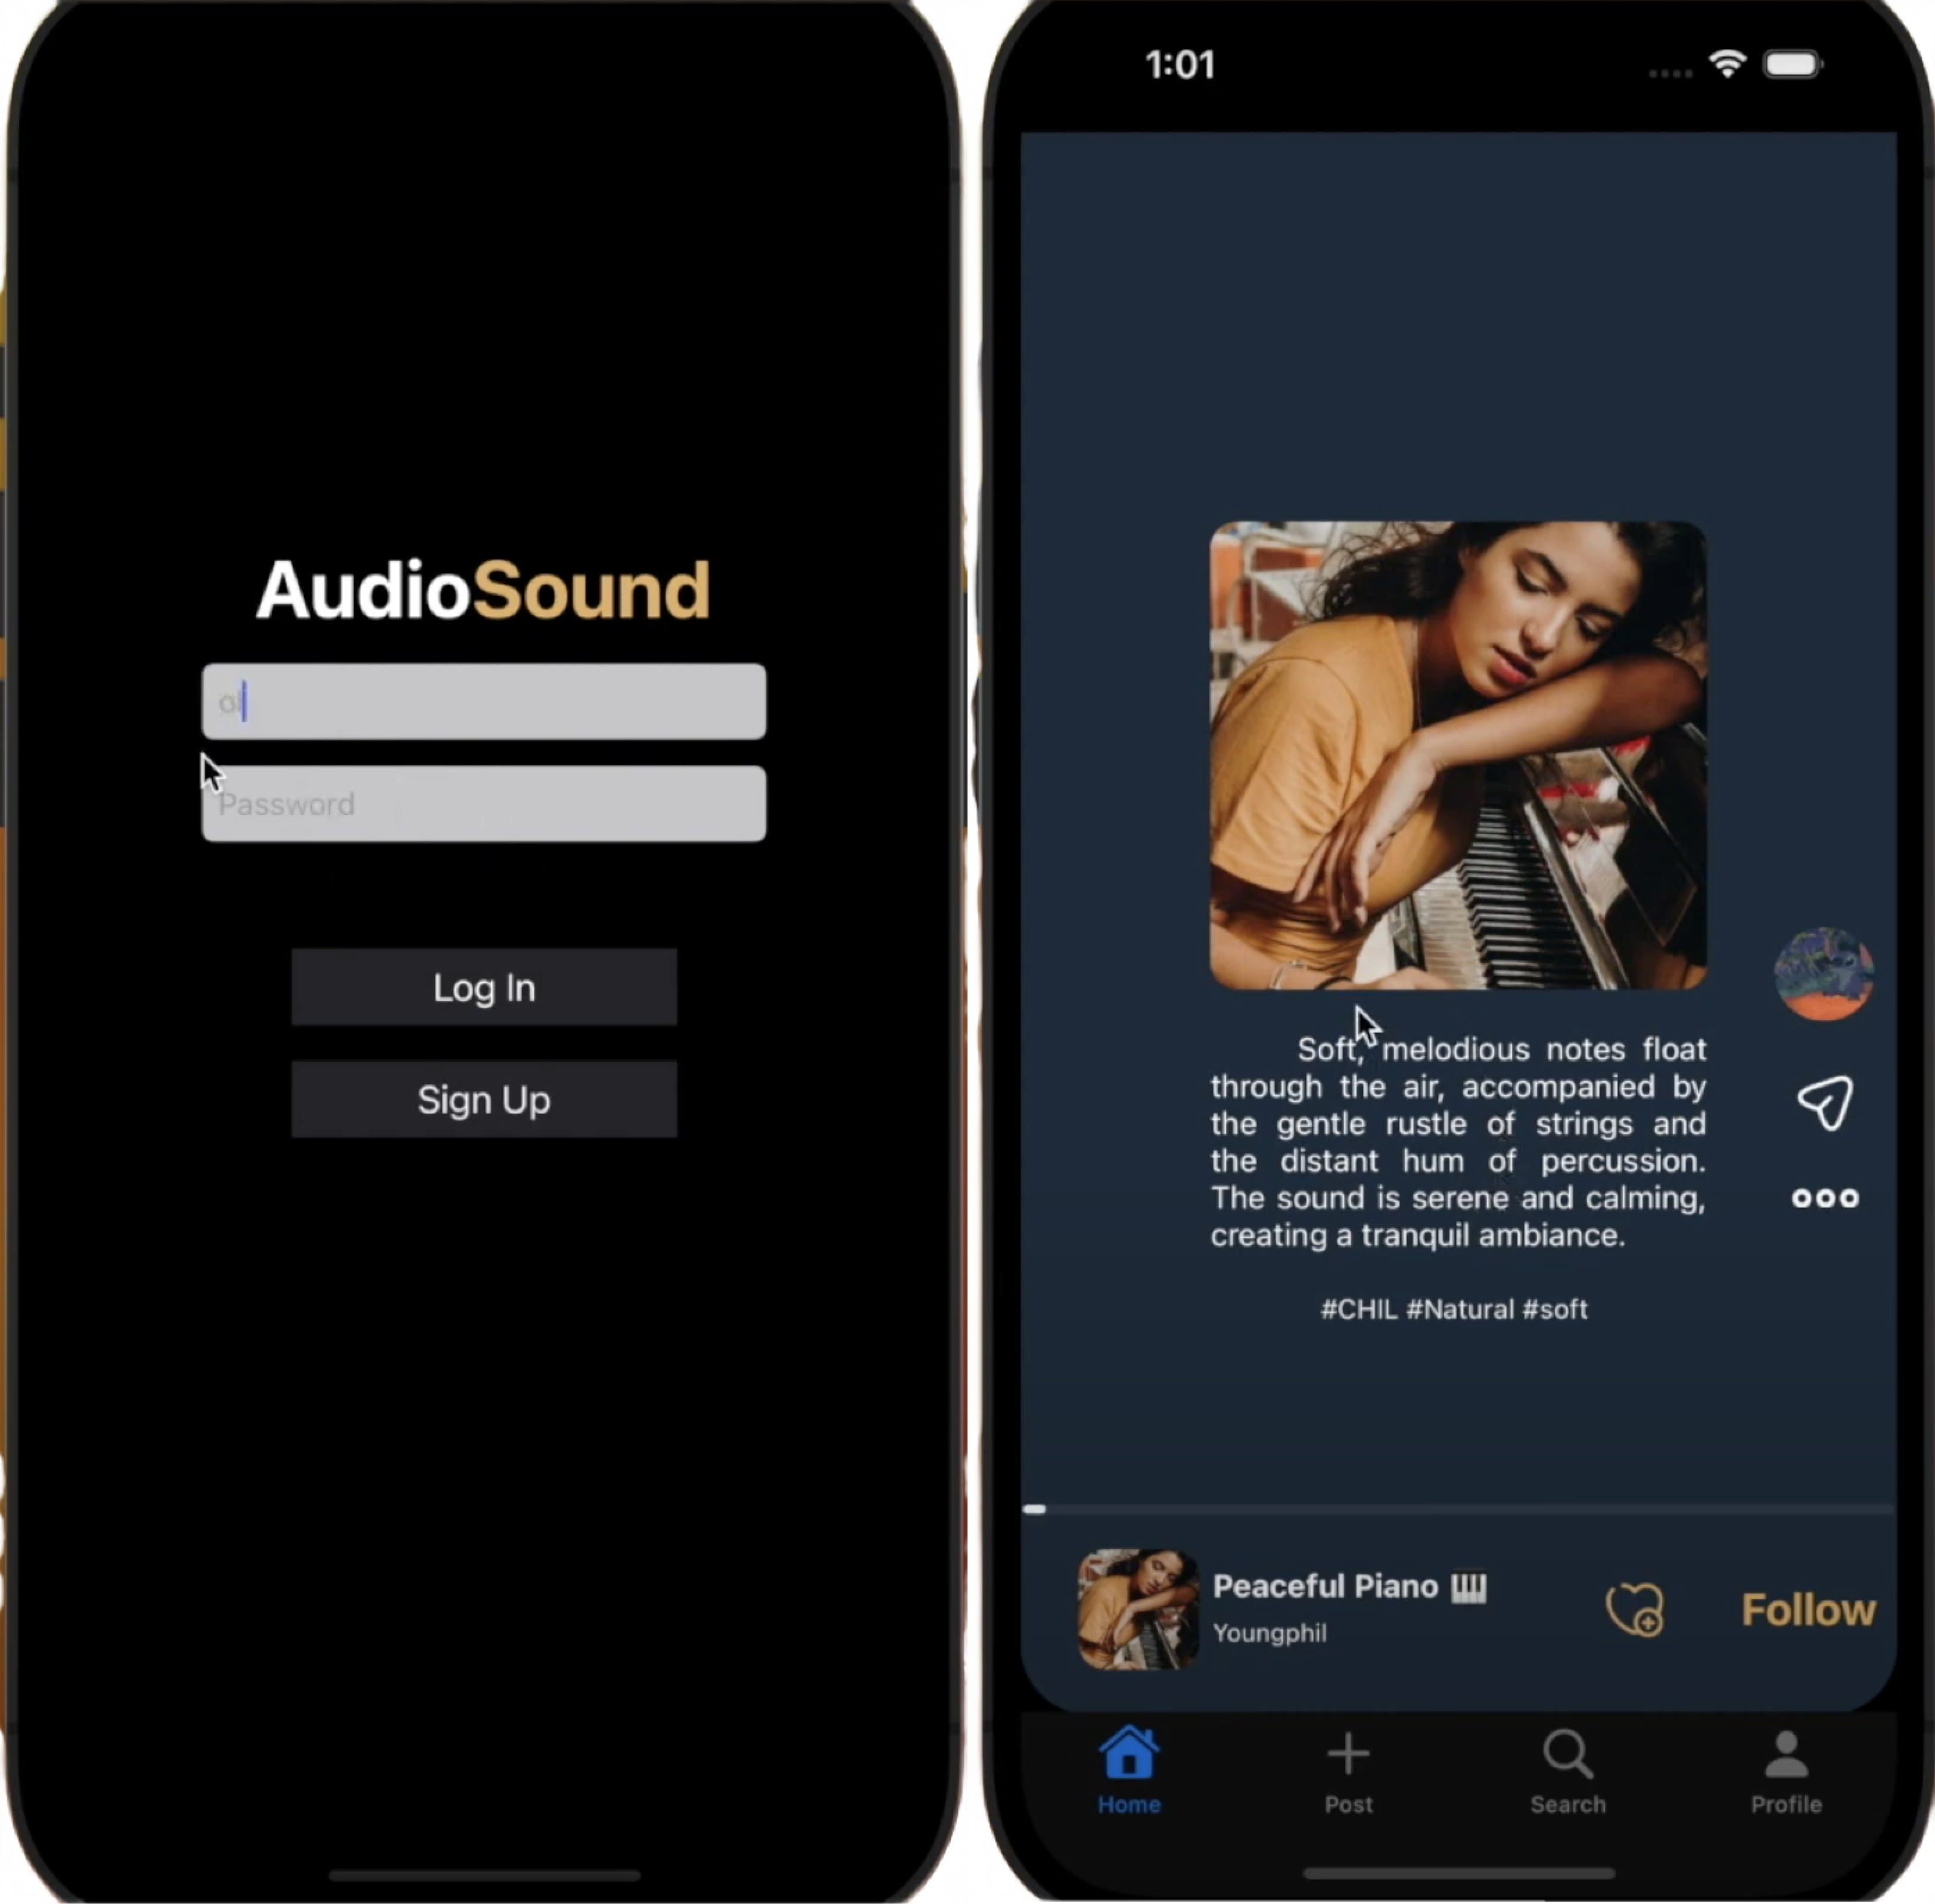 AudioSound
Password
Log In
Sign Up
1:01
Soft, melodious notes float
through the air, accompanied by
the gentle rustle of strings and
the distant hum of percussion.
The sound is serene and calming,
creating a tranquil ambiance.
#CHIL #Natural #soft
Peaceful Piano 🎹
Youngphil
Follow
Home
Post
Search
Profile